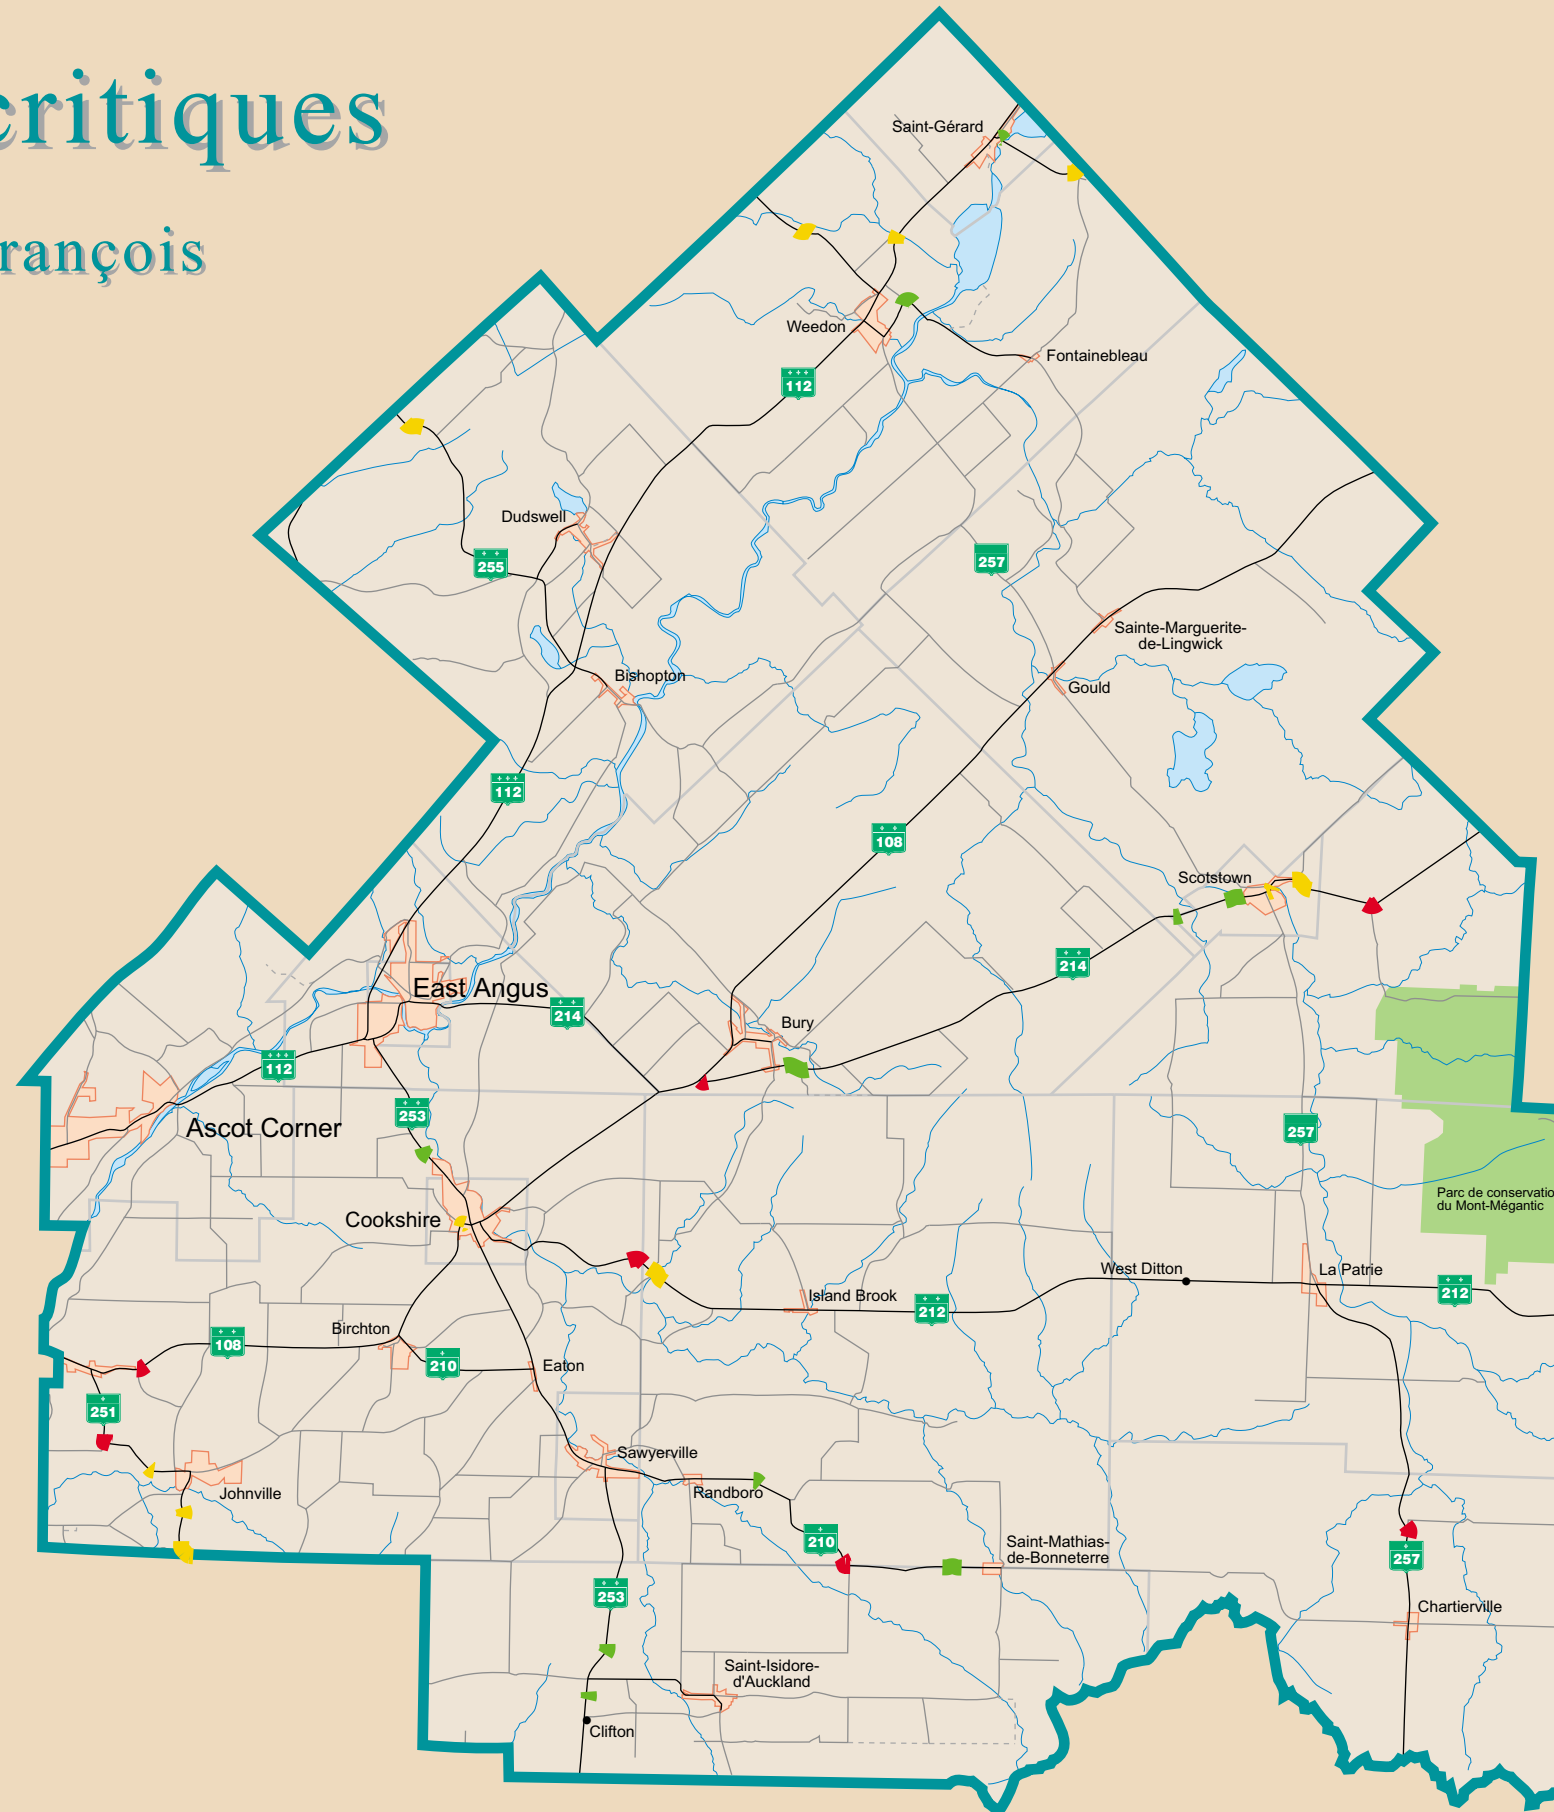 critiques
rançois
Saint-Gérard
Weedon
Fontainebleau
112
Dudswell
255
257
Sainte-Marguerite-
de-Lingwick
Bishopton
Gould
112
108
Scotstown
East Angus
214
214
Bury
112
253
Ascot Corner
257
Parc de conservatio
du Mont-Mégantic
Cookshire
West Ditton
La Patrie
Island Brook
212
212
Birchton
108
210
Eaton
251
Sawyerville
Johnville
Randboro
210
Saint-Mathias-
de-Bonneterre
257
253
Chartierville
Saint-Isidore-
d'Auckland
Clifton